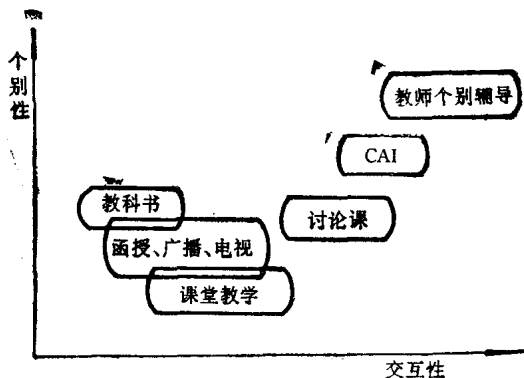 个别性
教师个别辅导
CAI
教科书
讨论课
函授、广播、电视
课堂教学
交互性